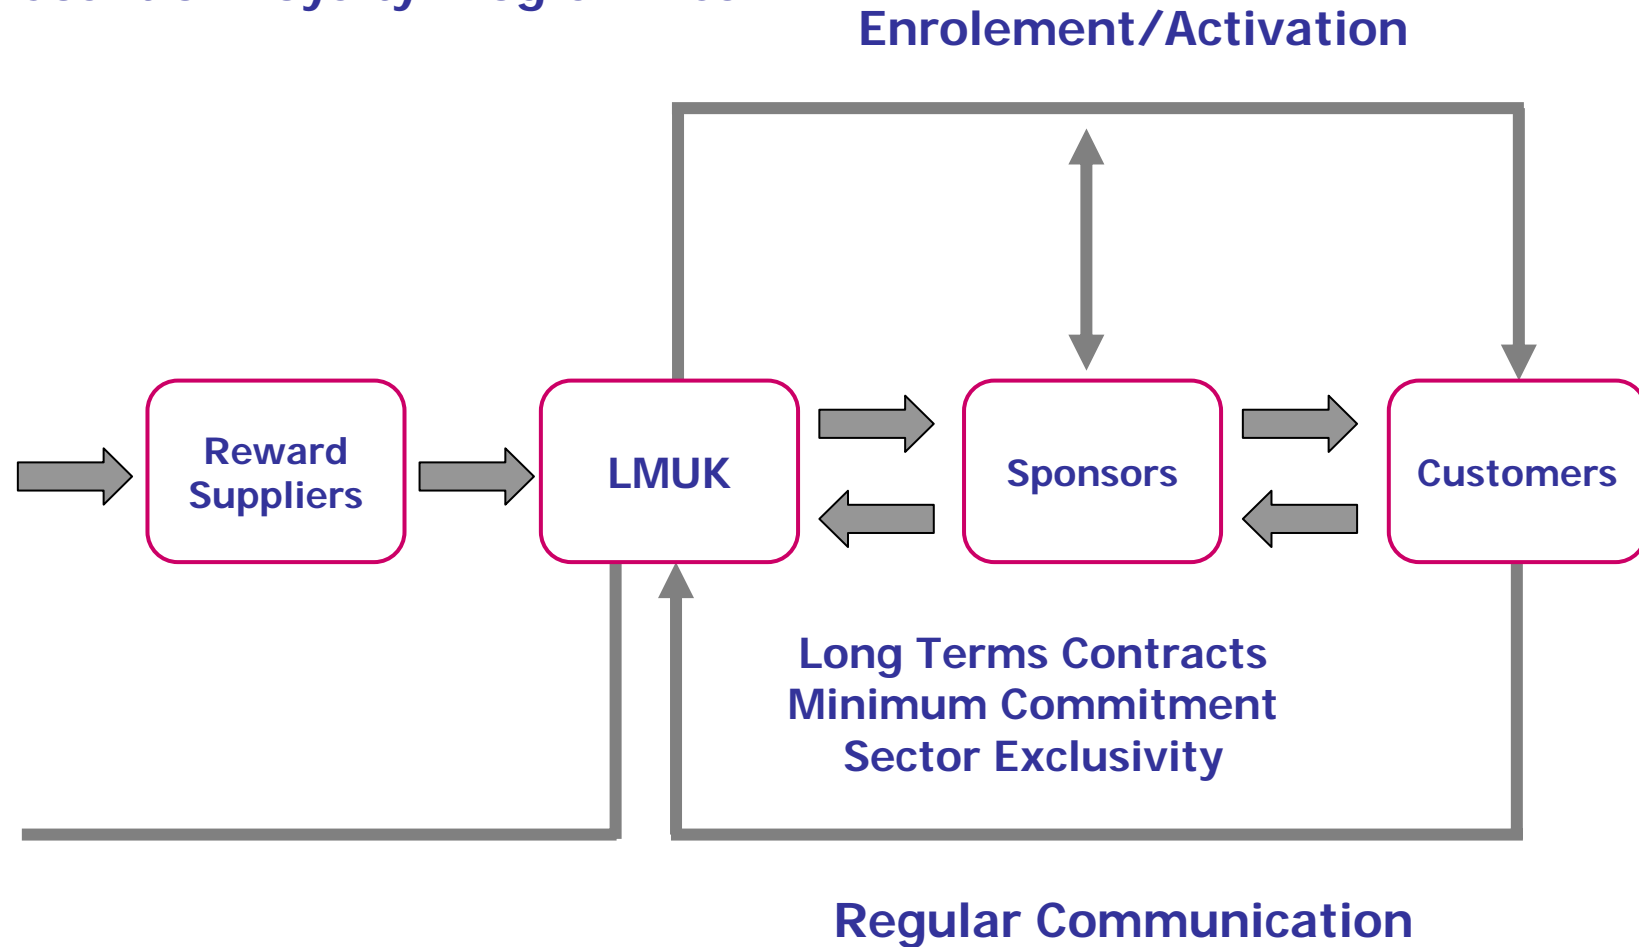 Enrolement/Activation
Reward
Suppliers
LMUK
Sponsors
Customers
Long Terms Contracts
Minimum Commitment
Sector Exclusivity
Regular Communication